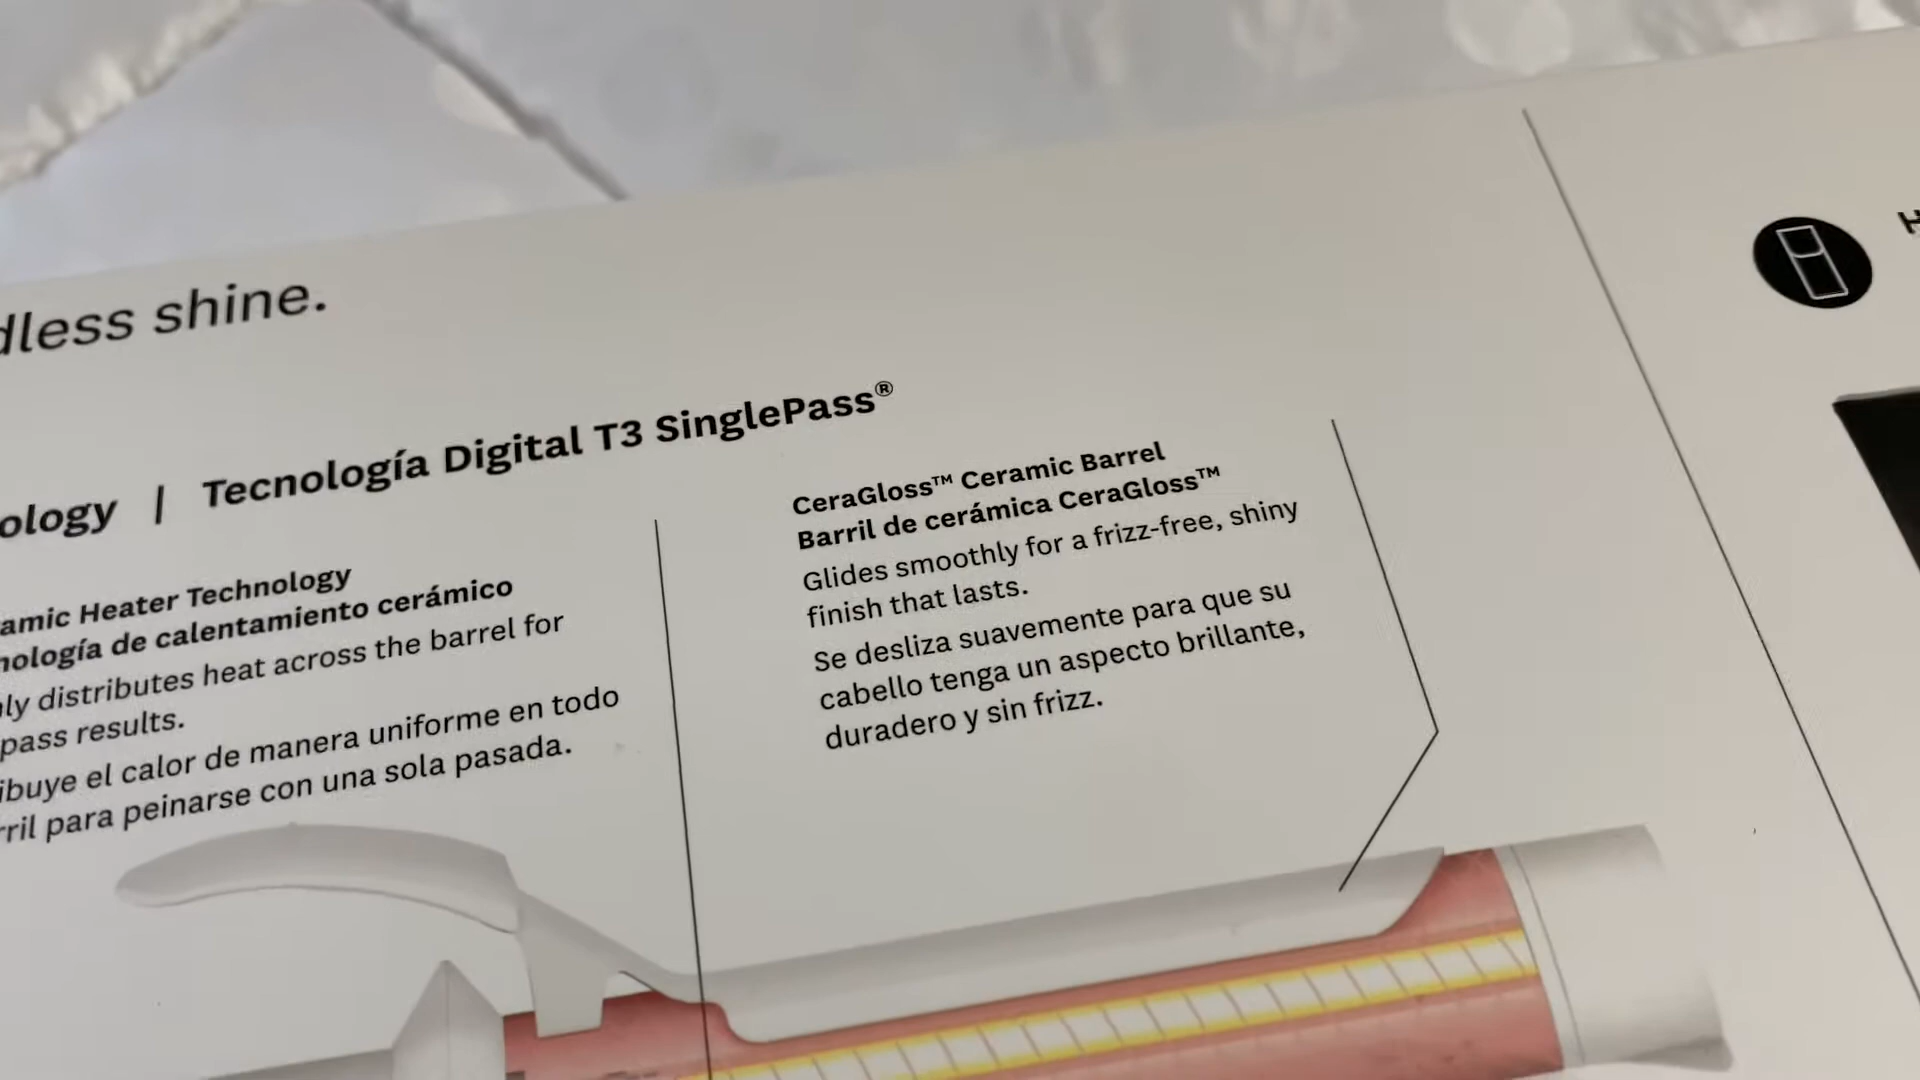 dless shine.
ology | Tecnología Digital T3 SinglePass®
amic Heater Technology
nología de calentamiento cerámico
ly distributes heat across the barrel for
pass results.
ibuye el calor de manera uniforme en todo
rril para peinarse con una sola pasada.
CeraGloss™ Ceramic Barrel
Barril de cerámica CeraGloss™
Glides smoothly for a frizz-free, shiny
finish that lasts.
Se desliza suavemente para que su
cabello tenga un aspecto brillante,
duradero y sin frizz.
H